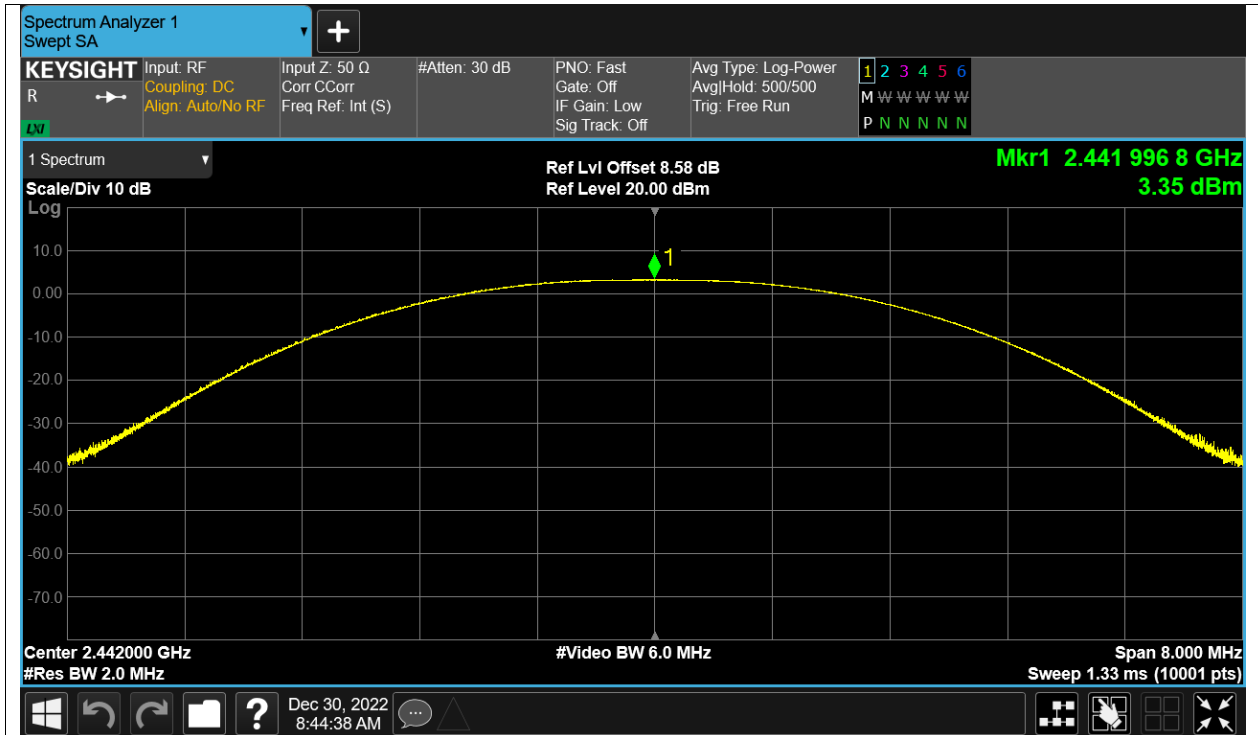 Spectrum Analyzer 1
Swept SA
KEYSIGHT
R
LXI
Input: RF
Coupling: DC
Align: Auto/No RF
Input Z: 50 Ω
Corr CCorr
Freq Ref: Int (S)
#Atten: 30 dB
PNO: Fast
Gate: Off
IF Gain: Low
Sig Track: Off
Avg Type: Log-Power
Avg|Hold: 500/500
Trig: Free Run
1 2 3 4 5 6
M W W W W W
P N N N N N
1 Spectrum
Scale/Div 10 dB
Log
Ref Lvl Offset 8.58 dB
Ref Level 20.00 dBm
Mkr1 2.441 996 8 GHz
3.35 dBm
1
10.0
0.00
-10.0
-20.0
-30.0
-40.0
-50.0
-60.0
-70.0
Center 2.442000 GHz
#Res BW 2.0 MHz
#Video BW 6.0 MHz
Span 8.000 MHz
Sweep 1.33 ms (10001 pts)
?
Dec 30, 2022
8:44:38 AM